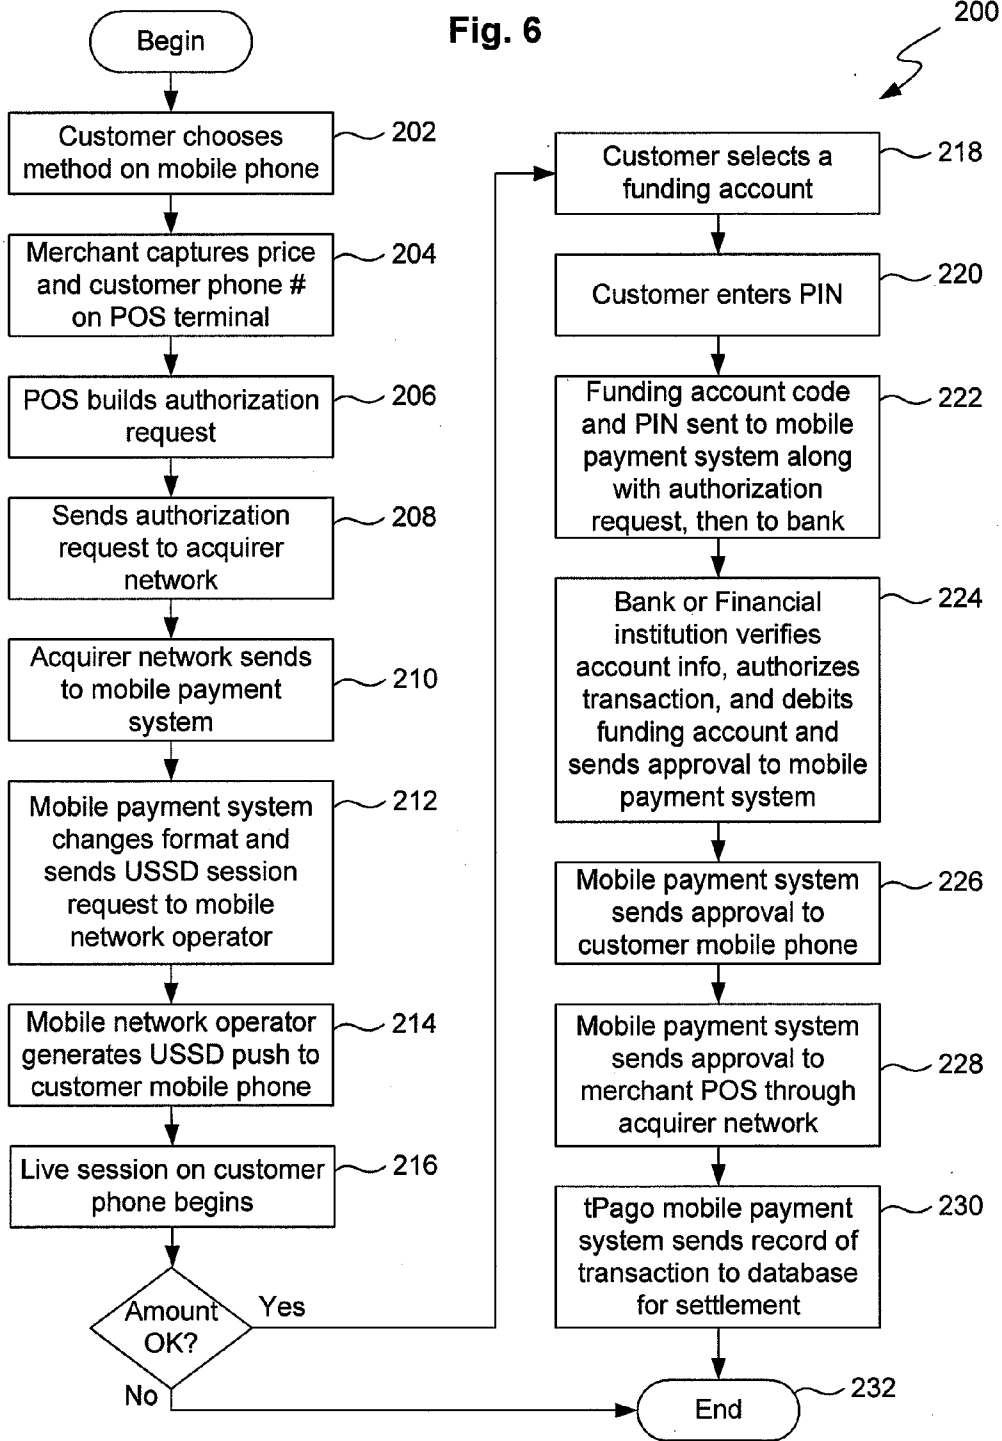 Fig. 6
200
Begin
Customer chooses
method on mobile phone
202
Merchant captures price
and customer phone #
on POS terminal
204
POS builds authorization
request
206
Sends authorization
request to acquirer
network
208
Acquirer network sends
to mobile payment
system
210
Mobile payment system
changes format and
sends USSD session
request to mobile
network operator
212
Mobile network operator
generates USSD push to
customer mobile phone
214
Live session on customer
phone begins
216
Amount
OK?
Yes
No
Customer selects a
funding account
218
Customer enters PIN
220
Funding account code
and PIN sent to mobile
payment system along
with authorization
request, then to bank
222
Bank or Financial
institution verifies
account info, authorizes
transaction, and debits
funding account and
sends approval to mobile
payment system
224
Mobile payment system
sends approval to
customer mobile phone
226
Mobile payment system
sends approval to
merchant POS through
acquirer network
228
tPago mobile payment
system sends record of
transaction to database
for settlement
230
End
232